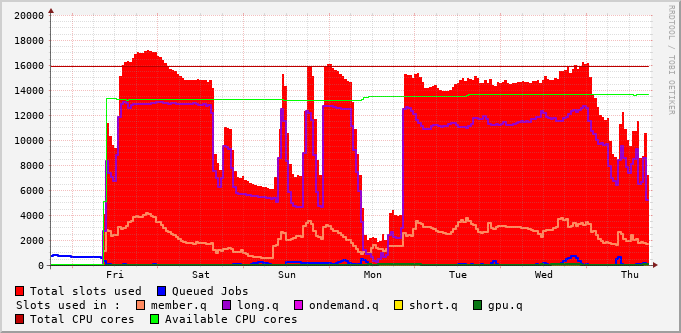 20000
18000
16000
14000
12000
10000
8000
6000
4000
2000
0
Fri Sat Sun Mon Tue Wed Thu
RRDTOOL / TOBI OETIKER
Total slots used Queued Jobs
Slots used in : member.q long.q ondemand.q short.q gpu.q
Total CPU cores Available CPU cores